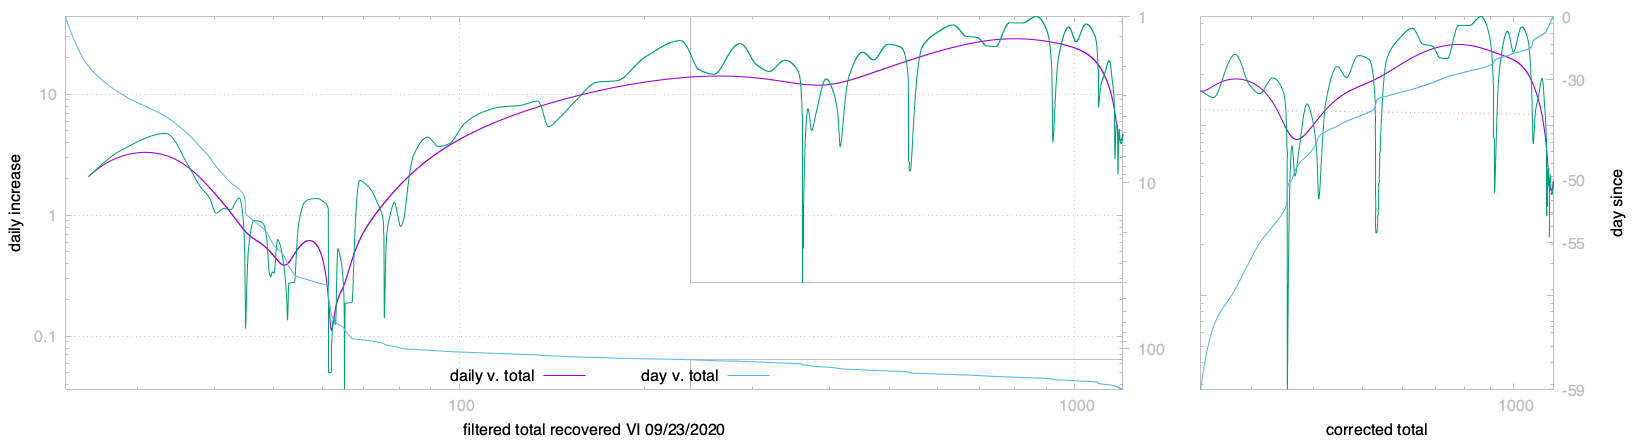 daily increase
10
1
0.1
100
1000
1
10
100
daily v. total
day v. total
filtered total recovered VI 09/23/2020
0
-30
-50
-55
-59
day since
1000
corrected total